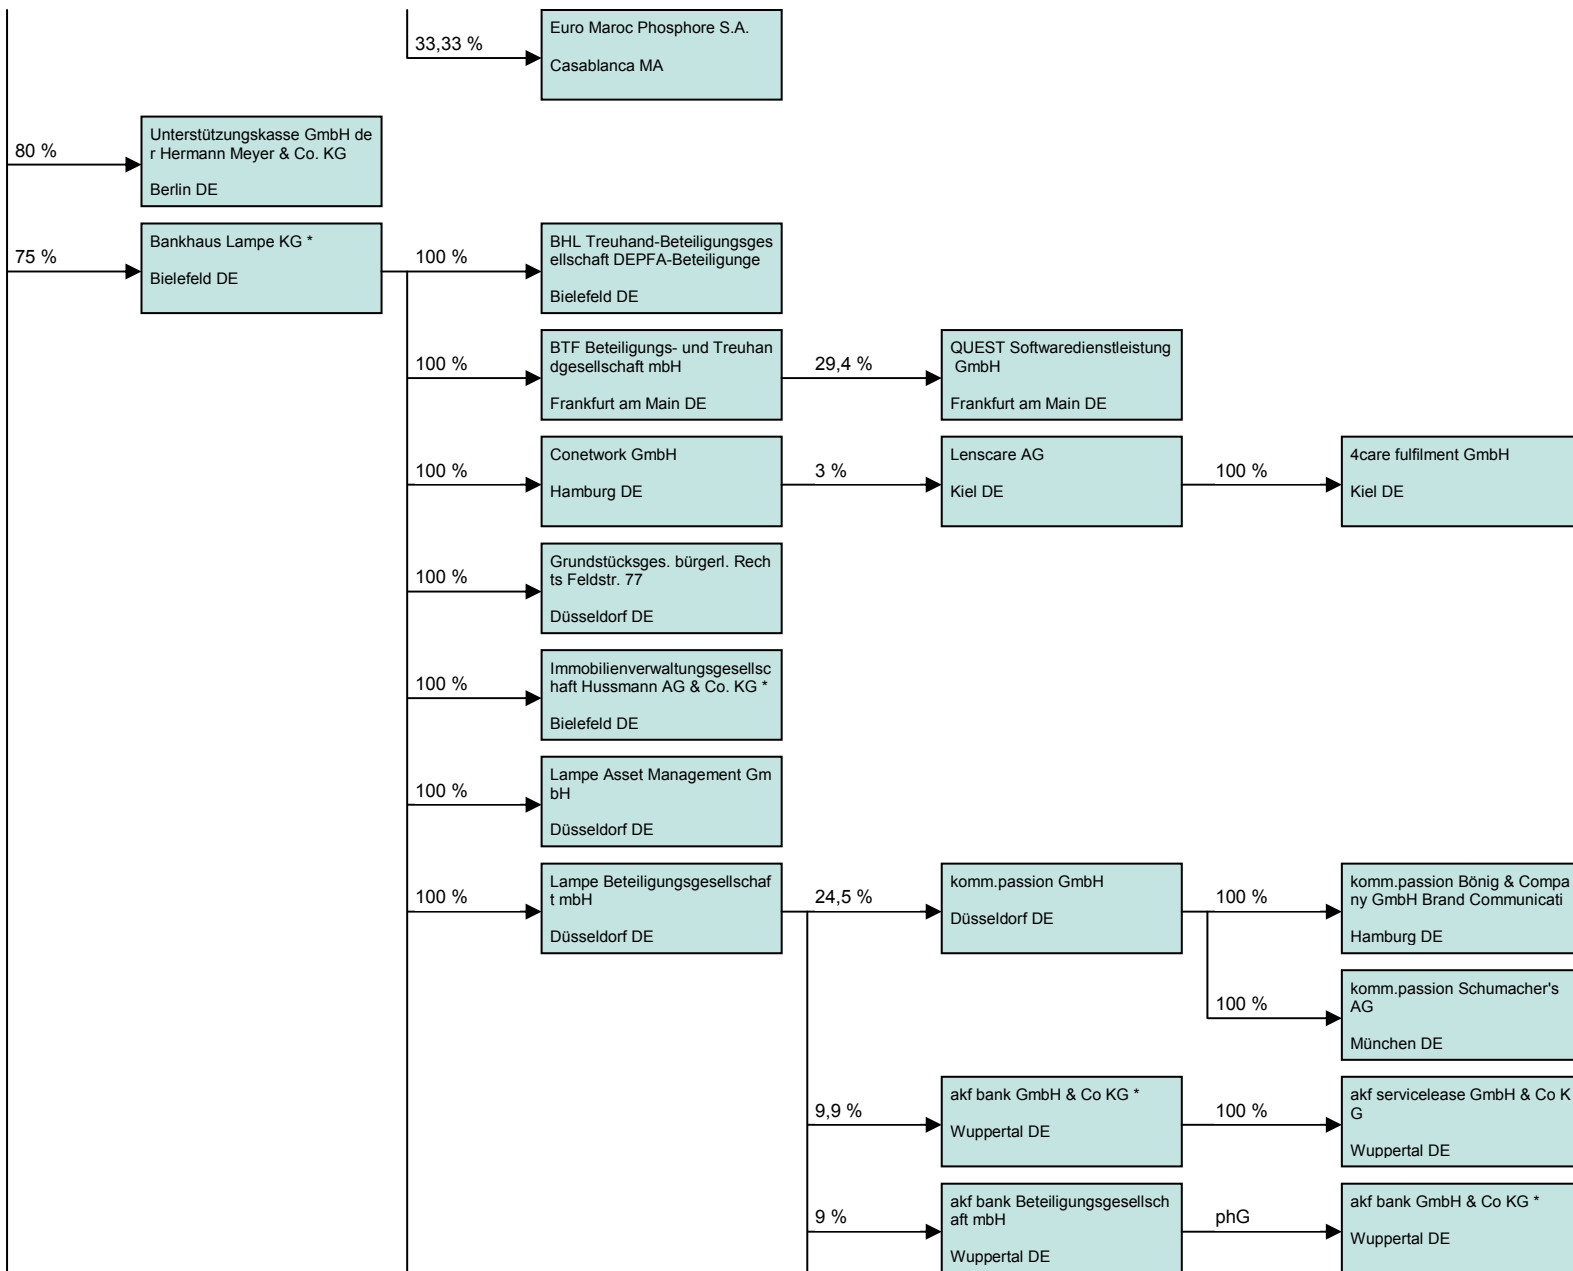 33,33 %
Euro Maroc Phosphore S.A.
Casablanca MA
80 %
Unterstützungskasse GmbH de
r Hermann Meyer & Co. KG
Berlin DE
75 %
Bankhaus Lampe KG *
Bielefeld DE
100 %
BHL Treuhand-Beteiligungsges
ellschaft DEPFA-Beteiligunge
Bielefeld DE
100 %
BTF Beteiligungs- und Treuhan
dgesellschaft mbH
Frankfurt am Main DE
29,4 %
QUEST Softwaredienstleistung
GmbH
Frankfurt am Main DE
100 %
Conetwork GmbH
Hamburg DE
3 %
Lenscare AG
Kiel DE
100 %
4care fulfilment GmbH
Kiel DE
100 %
Grundstücksges. bürgerl. Rech
ts Feldstr. 77
Düsseldorf DE
100 %
Immobilienverwaltungsgesellsc
haft Hussmann AG & Co. KG *
Bielefeld DE
100 %
Lampe Asset Management Gm
bH
Düsseldorf DE
100 %
Lampe Beteiligungsgesellschaf
t mbH
Düsseldorf DE
24,5 %
komm.passion GmbH
Düsseldorf DE
100 %
komm.passion Bönig & Compa
ny GmbH Brand Communicati
Hamburg DE
100 %
komm.passion Schumacher's
AG
München DE
9,9 %
akf bank GmbH & Co KG *
Wuppertal DE
100 %
akf servicelease GmbH & Co K
G
Wuppertal DE
9 %
akf bank Beteiligungsgesellsch
aft mbH
Wuppertal DE
phG
akf bank GmbH & Co KG *
Wuppertal DE